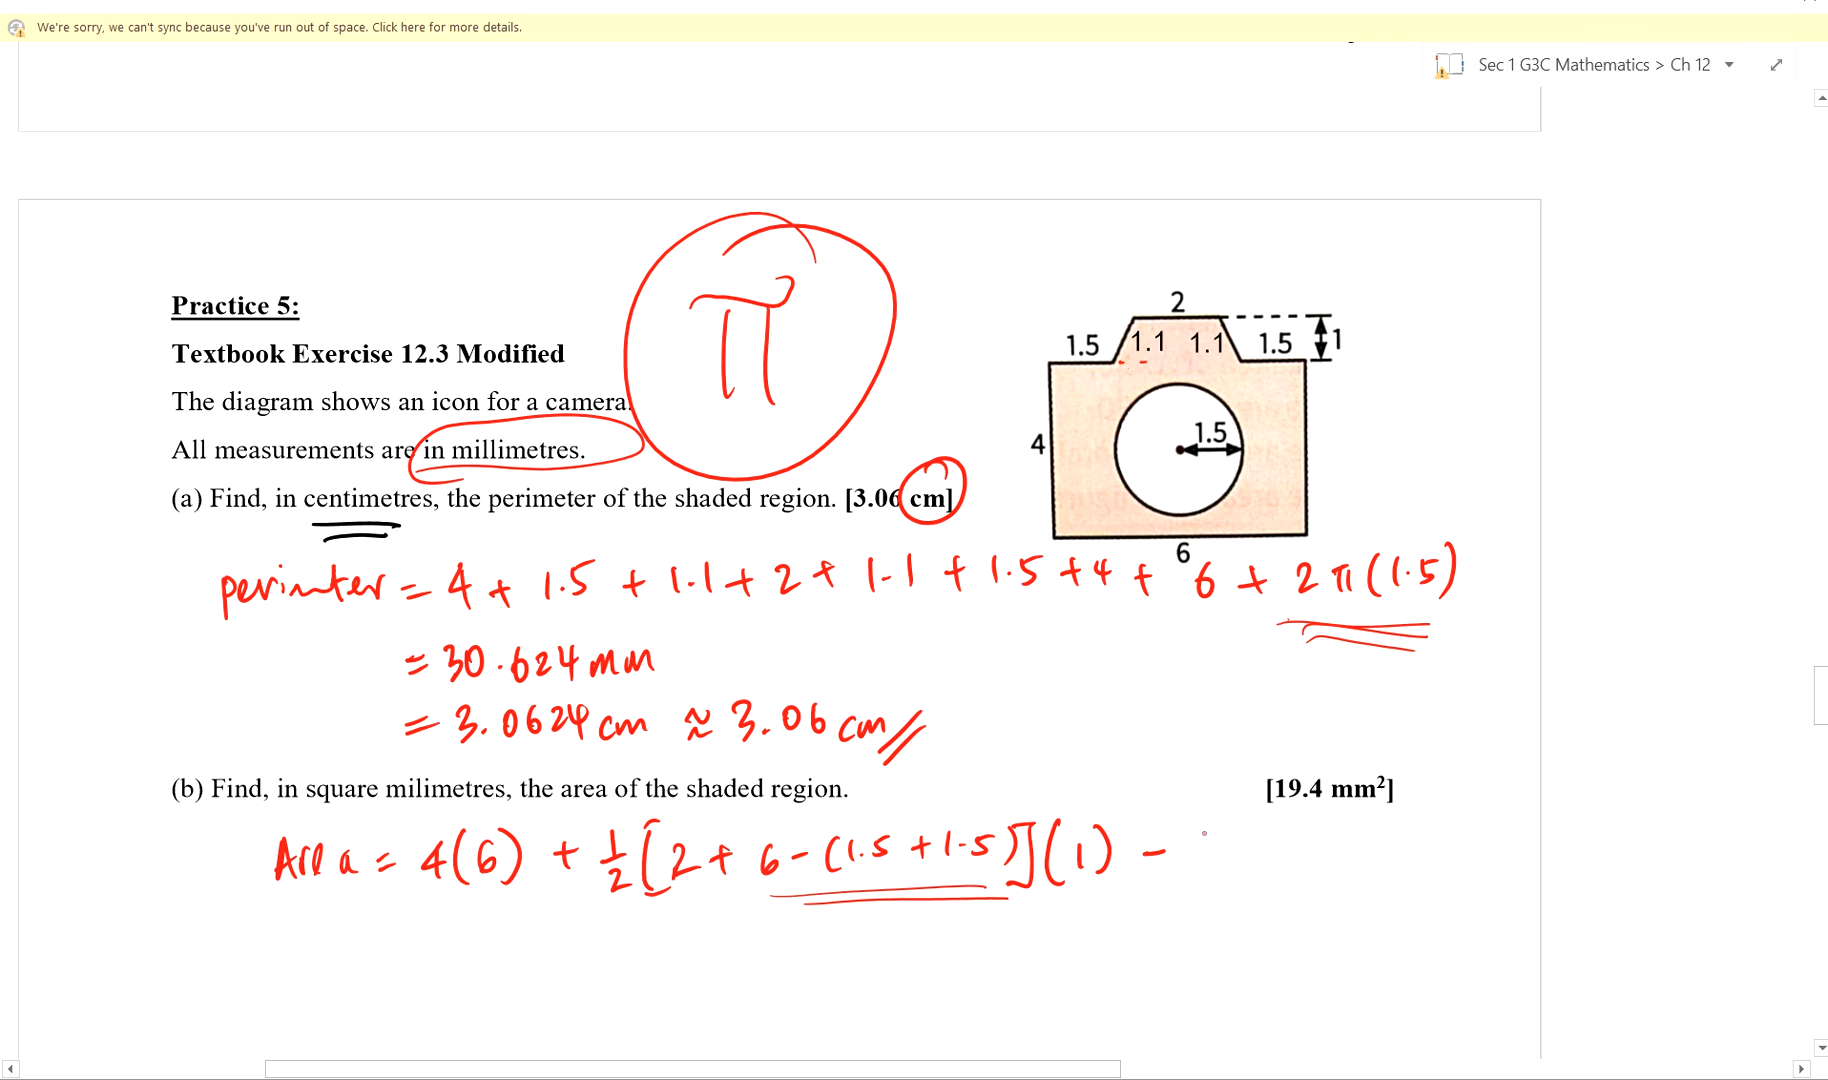 We're sorry, we can't sync because you've run out of space. Click here for more details.
Sec 1 G3C Mathematics > Ch 12
Practice 5:
Textbook Exercise 12.3 Modified
The diagram shows an icon for a camera.
All measurements are in millimetres.
(a) Find, in centimetres, the perimeter of the shaded region. [3.06 cm]
π
2
1.5 1.1 1.1 1.5 1
4
1.5
6
perimter = 4 + 1.5 + 1.1 + 2 + 1.1 + 1.5 + 4 + 6 + 2π(1.5)
= 30.624 mm
= 3.0624 cm ≈ 3.06 cm
(b) Find, in square milimetres, the area of the shaded region. [19.4 mm²]
Area = 4(6) + 1/2 [2 + 6 - (1.5 + 1.5)](1) -